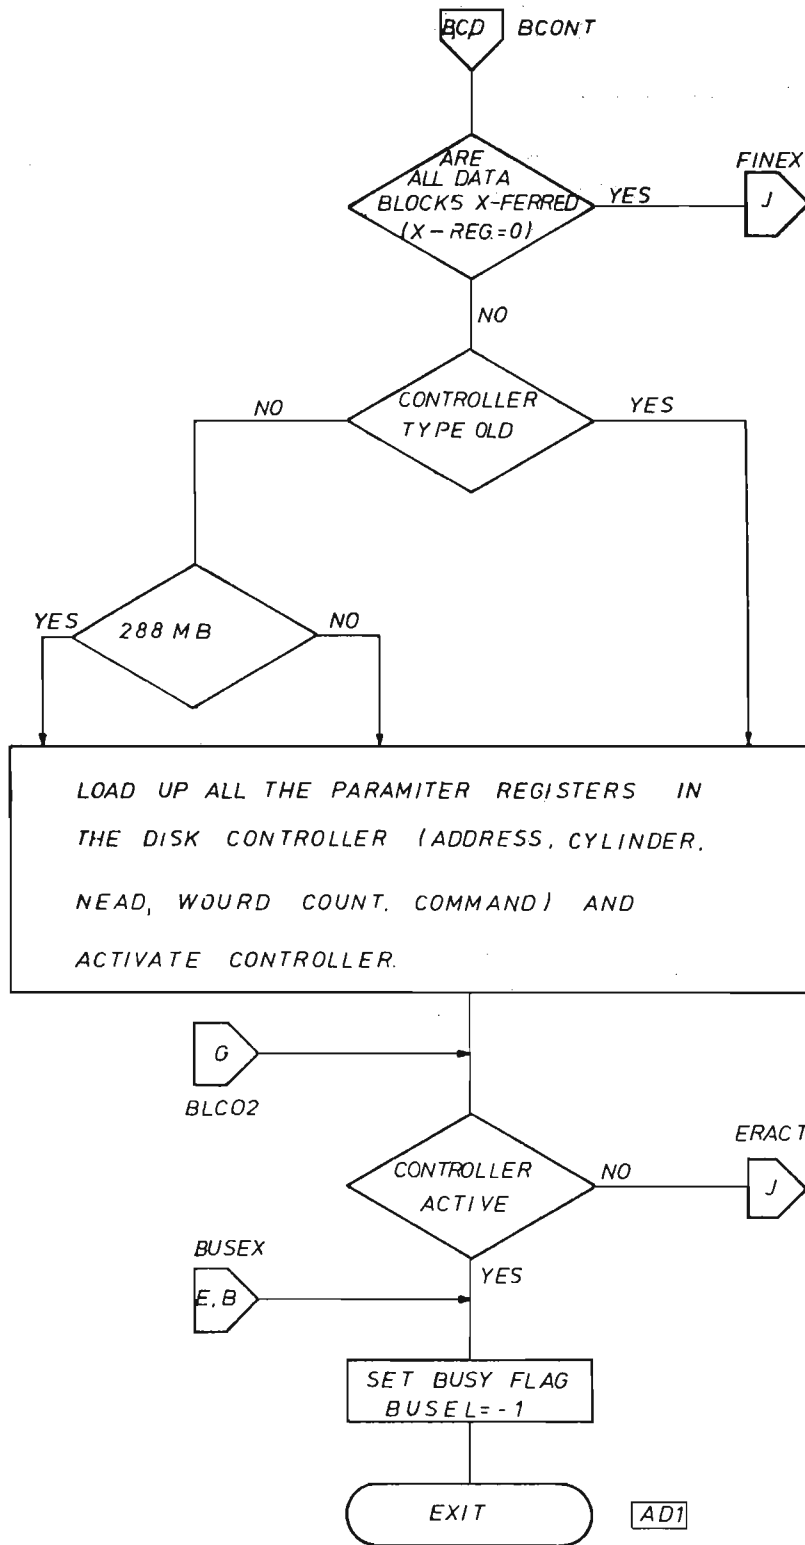 BCD BCONT
ARE
ALL DATA
BLOCKS X-FERRED
(X-REG.=0)
YES
FINEX
J
NO
CONTROLLER
TYPE OLD
NO
YES
288 MB
YES
NO
LOAD UP ALL THE PARAMITER REGISTERS IN
THE DISK CONTROLLER (ADDRESS, CYLINDER,
NEAD, WOURD COUNT, COMMAND) AND
ACTIVATE CONTROLLER.
G
BLCO2
CONTROLLER
ACTIVE
NO
ERACT
J
YES
BUSEX
E,B
SET BUSY FLAG
BUSEL=-1
EXIT
AD1